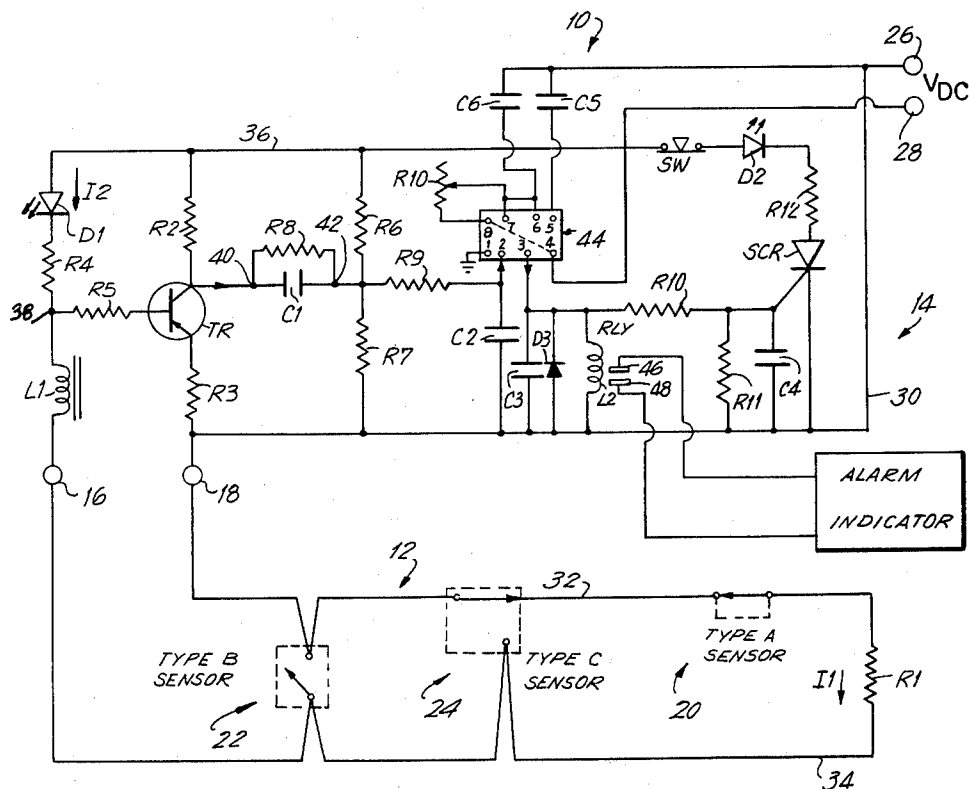 10
26
VDC
28
C6
C5
36
I2
D1
R4
R2
R8
40
42
C1
R6
R10
8 7 6 5
1 2 3 4
44
SW
D2
R12
SCR
38
R5
TR
R9
R10
14
L1
R3
R7
C2
C3
D3
RLY
L2
46
48
R11
C4
30
16
18
ALARM
INDICATOR
12
32
TYPE B
SENSOR
TYPE C
SENSOR
TYPE A
SENSOR
22
24
20
I1
R1
34